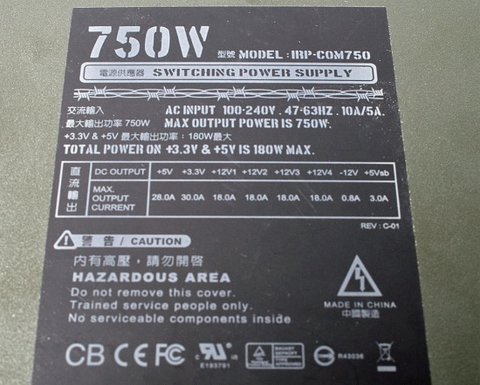 750W 型號 MODEL: IRP-COM750
電源供應器 SWITCHING POWER SUPPLY
交流輸入 AC INPUT 100-240V. 47-63HZ. 10A/5A.
最大輸出功率 750W MAX OUTPUT POWER IS 750W.
+3.3V & +5V 最大輸出功率：180W最大
TOTAL POWER ON +3.3V & +5V IS 180W MAX.
直流輸出 DC OUTPUT +5V +3.3V +12V1 +12V2 +12V3 +12V4 -12V +5Vsb
MAX. OUTPUT CURRENT 28.0A 30.0A 18.0A 18.0A 18.0A 18.0A 0.8A 3.0A
REV: C-01
警告 / CAUTION
內有高壓，請勿開啓
HAZARDOUS AREA
Do not remove this cover.
Trained service people only.
No serviceable components inside
MADE IN CHINA
中國製造
CB CE FC c UL us
E193791
R43036